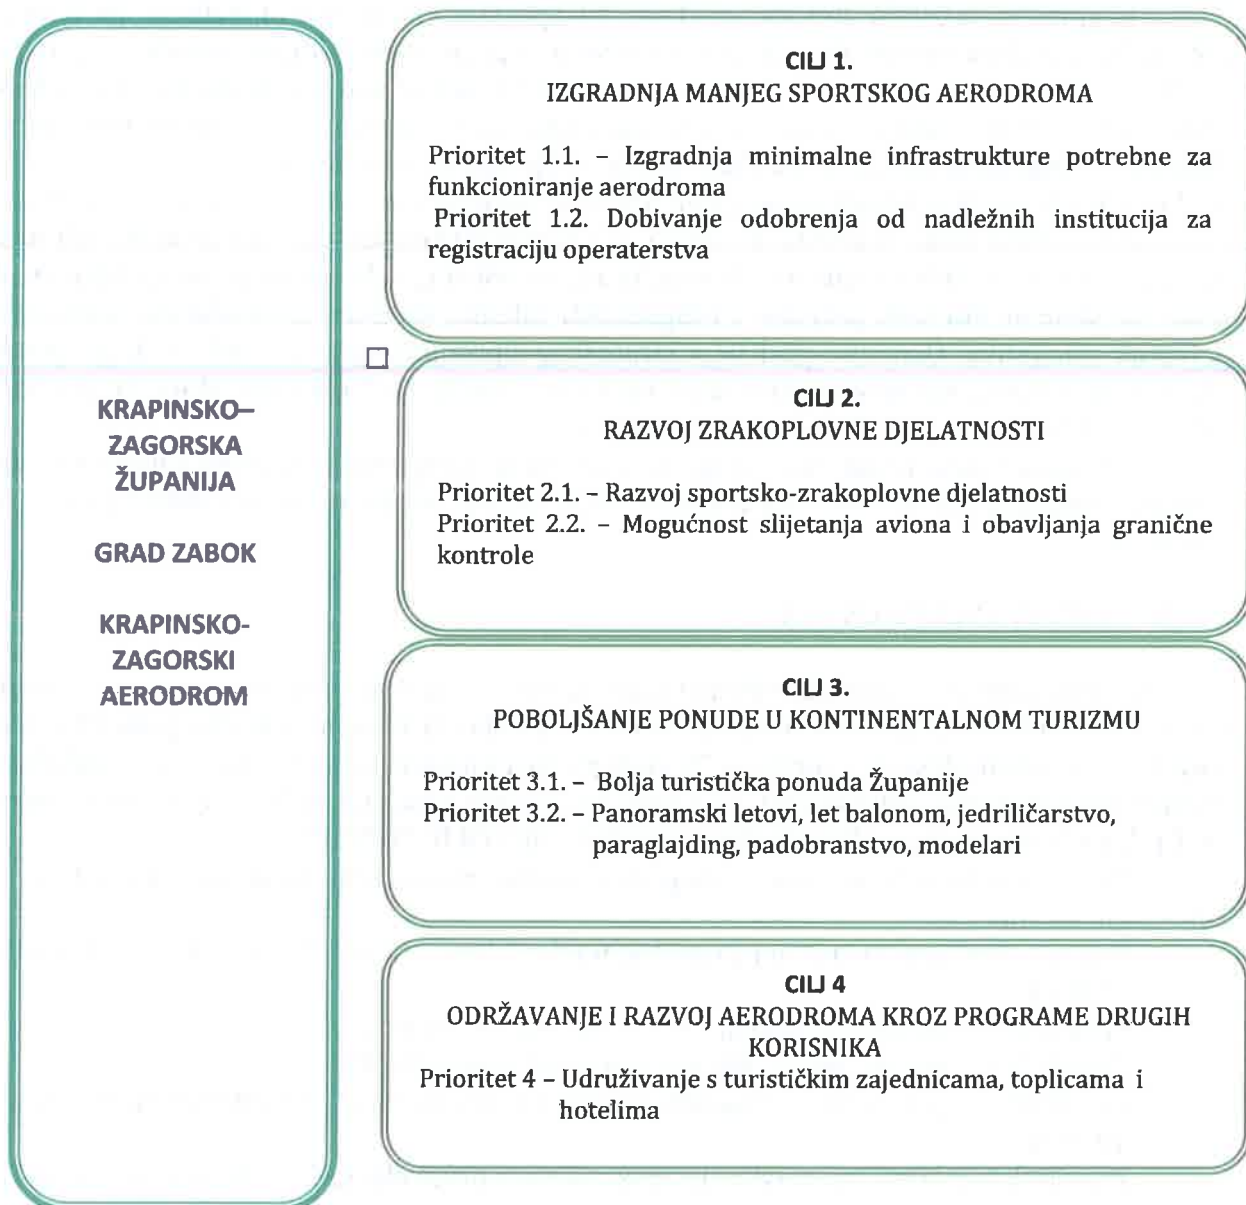 KRAPINSKO–
ZAGORSKA
ŽUPANIJA
GRAD ZABOK
KRAPINSKO-
ZAGORSKI
AERODROM
CILJ 1.
IZGRADNJA MANJEG SPORTSKOG AERODROMA
Prioritet 1.1. – Izgradnja minimalne infrastrukture potrebne za
funkcioniranje aerodroma
Prioritet 1.2. Dobivanje odobrenja od nadležnih institucija za
registraciju operaterstva
CILJ 2.
RAZVOJ ZRAKOPLOVNE DJELATNOSTI
Prioritet 2.1. – Razvoj sportsko-zrakoplovne djelatnosti
Prioritet 2.2. – Mogućnost slijetanja aviona i obavljanja granične
kontrole
CILJ 3.
POBOLJŠANJE PONUDE U KONTINENTALNOM TURIZMU
Prioritet 3.1. – Bolja turistička ponuda Županije
Prioritet 3.2. – Panoramski letovi, let balonom, jedriličarstvo,
paraglajding, padobranstvo, modelari
CILJ 4
ODRŽAVANJE I RAZVOJ AERODROMA KROZ PROGRAME DRUGIH
KORISNIKA
Prioritet 4 – Udruživanje s turističkim zajednicama, toplicama i
hotelima